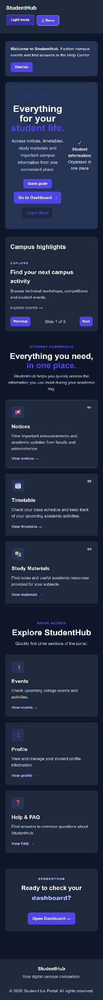 StudentHub
Light mode
☰ Menu
Welcome to StudentHub. Explore campus
events and find answers in the Help Center
Dismiss
STUDENTHUB PORTAL
Everything
for your
student life.
Access notices, timetables,
study materials and
important campus
information from one
convenient place.
✓
Student
information
Organized in
one place
Quick guide
Go to Dashboard →
Learn More
Campus highlights
EXPLORE
Find your next campus
activity
Browse technical workshops, competitions
and student events.
Explore events →
Previous
Slide 1 of 3
Next
STUDENT ESSENTIALS
Everything you need,
in one place.
StudentHub helps you quickly access the
information you use most during your academic
day.
01
Notices
View important announcements and
academic updates from faculty and
administration.
View notices →
02
Timetable
Check your class schedule and keep track
of your upcoming academic activities.
View timetable →
03
Study Materials
Find notes and useful academic resources
provided for your subjects.
View materials →
QUICK ACCESS
Explore StudentHub
Quickly find other sections of the portal.
Events
Check upcoming college events and
activities.
View events →
Profile
View and manage your student profile
information.
View profile →
Help & FAQ
Find answers to common questions about
StudentHub.
View FAQ →
STUDENTHUB
Ready to check your
dashboard?
Open Dashboard →
StudentHub
Your digital campus companion.
© 2026 StudentHub Portal. All rights reserved.